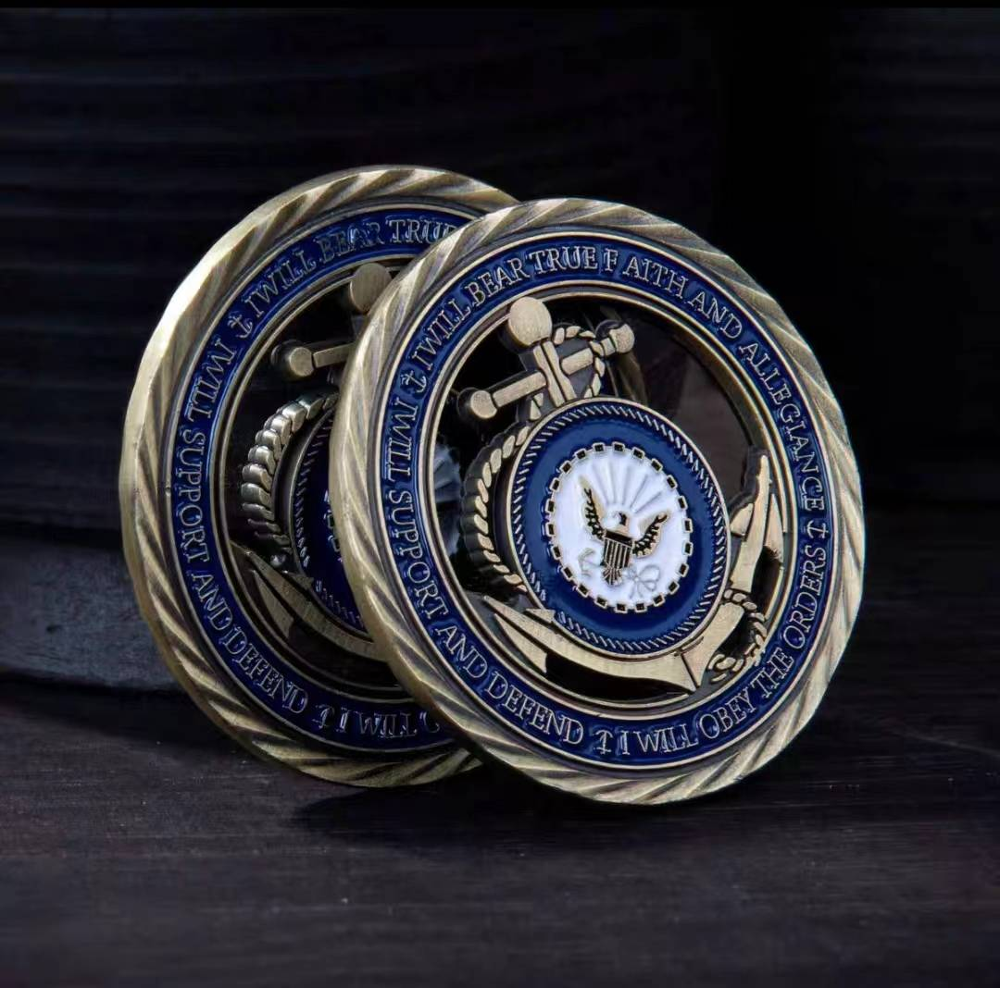 I WILL BEAR TRUE
I WILL SUPPORT AND DEFEND
I WILL
I WILL BEAR TRUE F AITH AND ALLEGIANCE
I WILL OBEY THE ORDERS
I WILL SUPPORT AND DEFEND